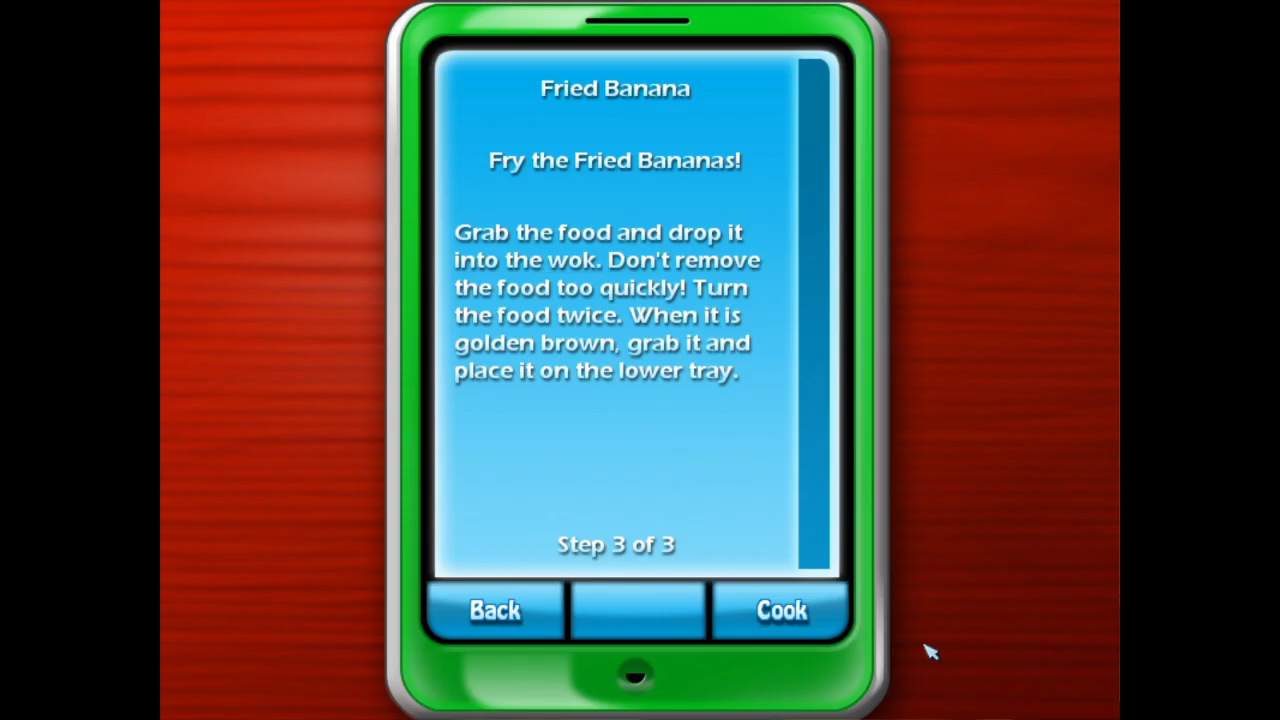 Fried Banana
Fry the Fried Bananas!
Grab the food and drop it
into the wok. Don't remove
the food too quickly! Turn
the food twice. When it is
golden brown, grab it and
place it on the lower tray.
Step 3 of 3
Back
Cook